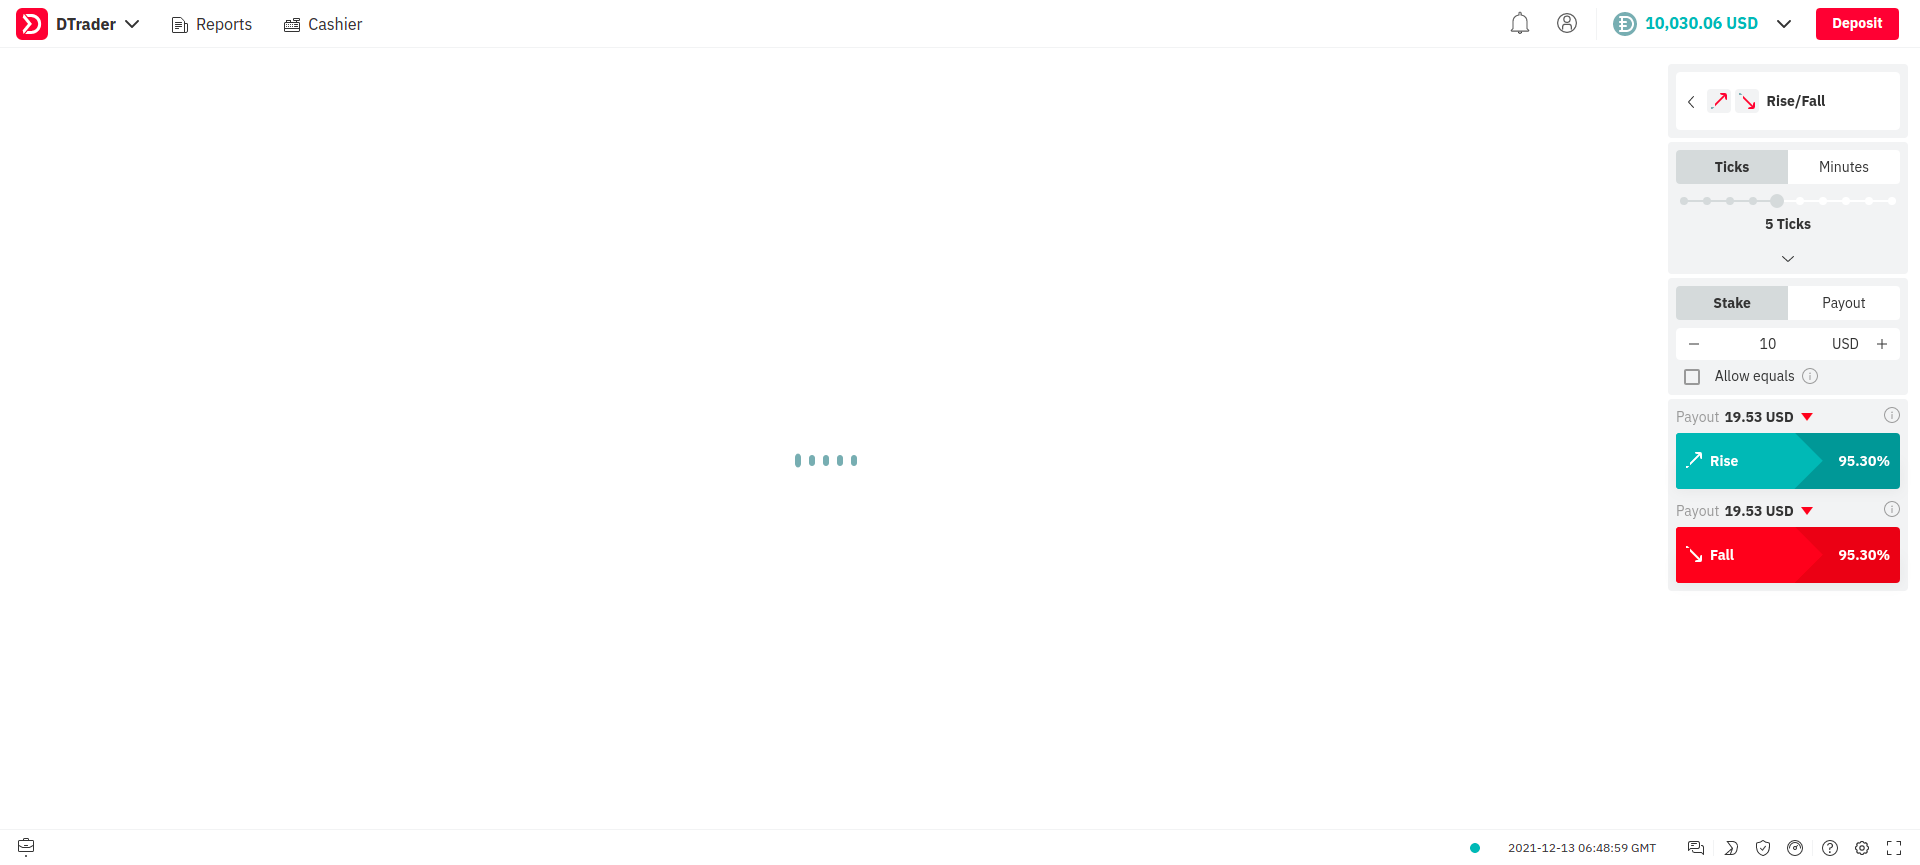 DTrader Reports Cashier 10,030.06 USD Deposit
Rise/Fall
Ticks Minutes
5 Ticks
Stake Payout
10 USD
Allow equals
Payout 19.53 USD
Rise 95.30%
Payout 19.53 USD
Fall 95.30%
2021-12-13 06:48:59 GMT